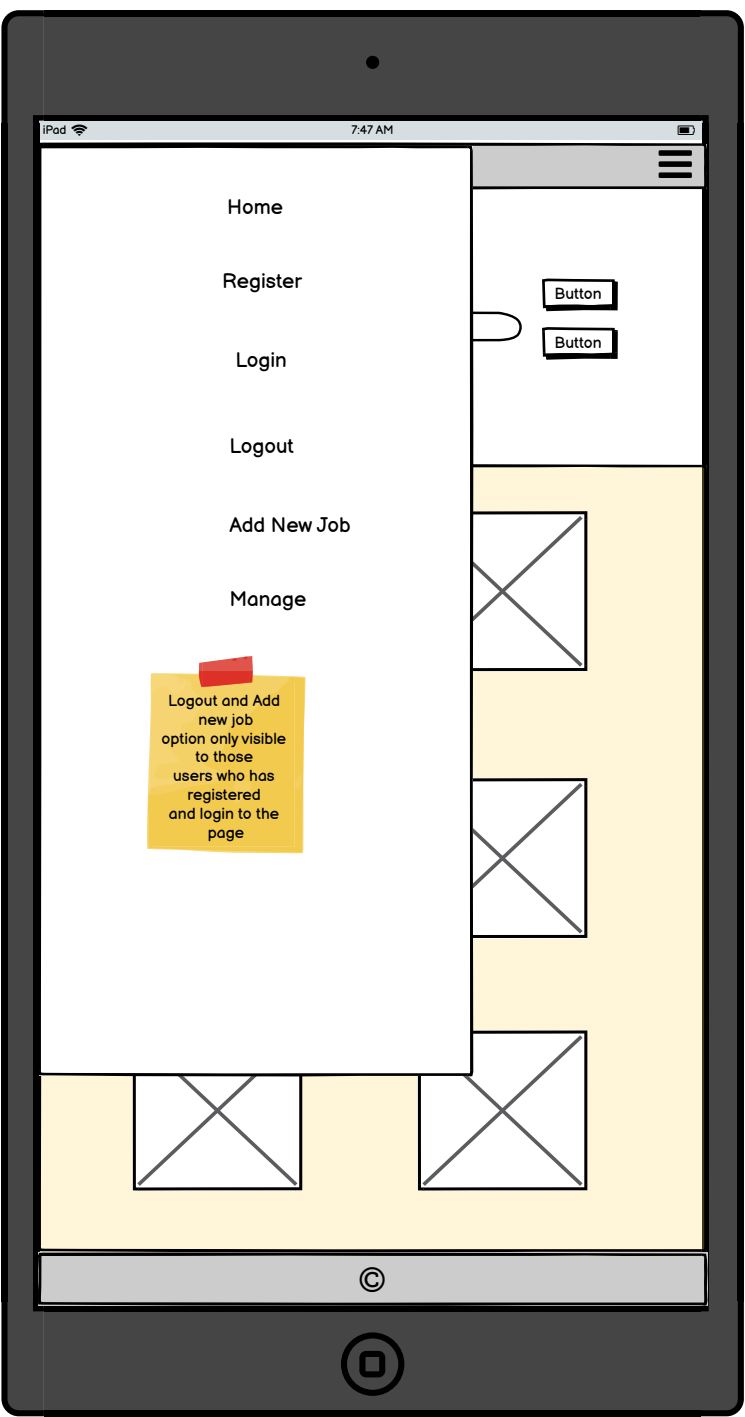 iPad 7:47 AM
Home
Register
Button
Button
Login
Logout
Add New Job
Manage
Logout and Add
new job
option only visible
to those
users who has
registered
and login to the
page
©